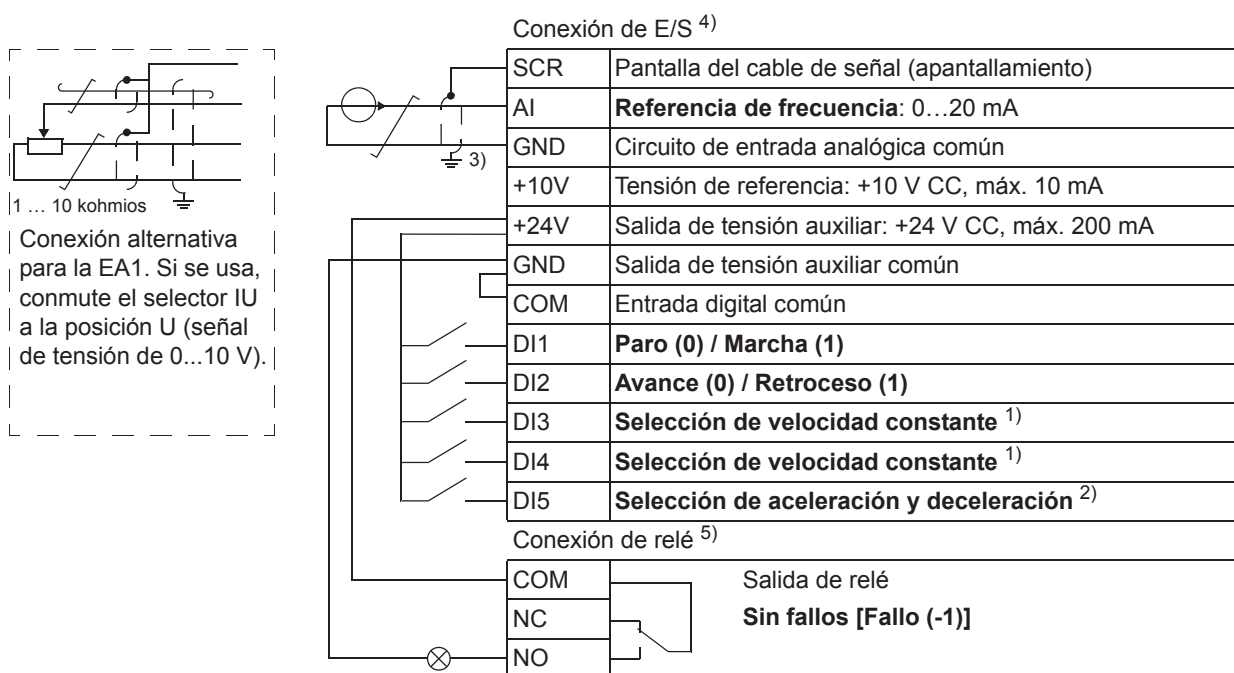 Conexión de E/S 4)
SCR Pantalla del cable de señal (apantallamiento)
AI Referencia de frecuencia: 0…20 mA
GND Circuito de entrada analógica común
3)
+10V Tensión de referencia: +10 V CC, máx. 10 mA
+24V Salida de tensión auxiliar: +24 V CC, máx. 200 mA
GND Salida de tensión auxiliar común
COM Entrada digital común
DI1 Paro (0) / Marcha (1)
DI2 Avance (0) / Retroceso (1)
DI3 Selección de velocidad constante 1)
DI4 Selección de velocidad constante 1)
DI5 Selección de aceleración y deceleración 2)
Conexión de relé 5)
COM Salida de relé
NC Sin fallos [Fallo (-1)]
NO
1 … 10 kohmios
Conexión alternativa
para la EA1. Si se usa,
conmute el selector IU
a la posición U (señal
de tensión de 0...10 V).